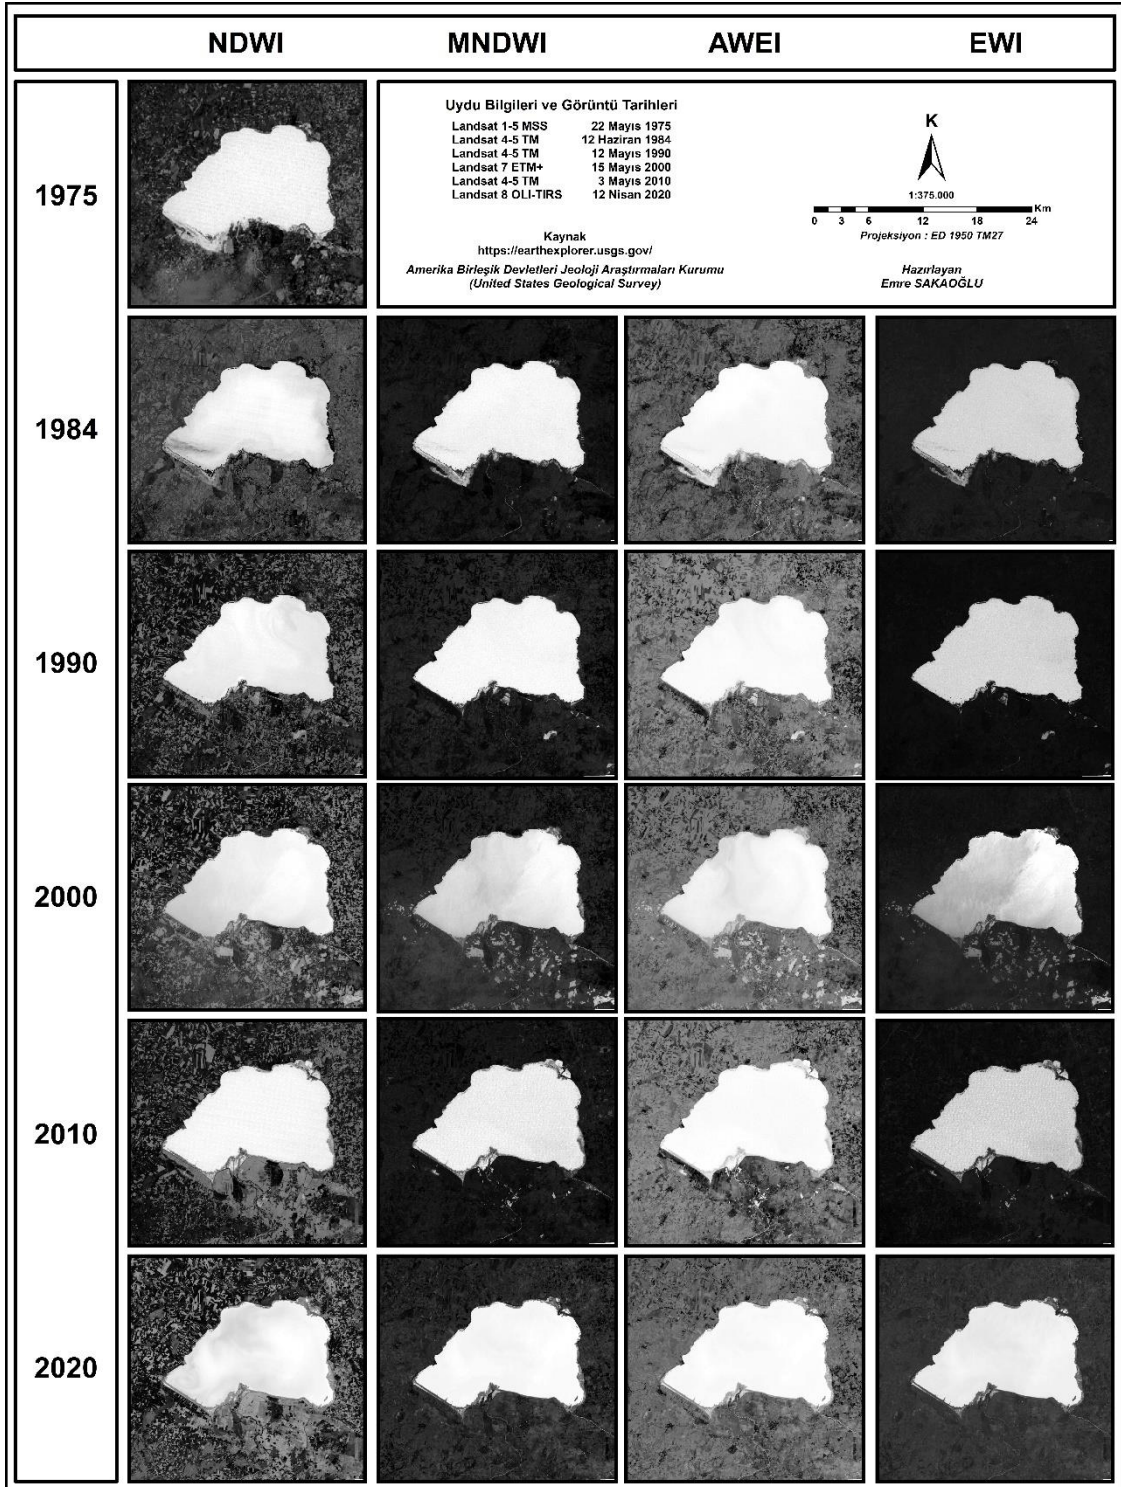 NDWI MNDWI AWEI EWI
1975
Uydu Bilgileri ve Görüntü Tarihleri
Landsat 1-5 MSS 22 Mayıs 1975
Landsat 4-5 TM 12 Haziran 1984
Landsat 4-5 TM 12 Mayıs 1990
Landsat 7 ETM+ 15 Mayıs 2000
Landsat 4-5 TM 3 Mayıs 2010
Landsat 8 OLI-TIRS 12 Nisan 2020
Kaynak
https://earthexplorer.usgs.gov/
Amerika Birleşik Devletleri Jeoloji Araştırmaları Kurumu
(United States Geological Survey)
K
1:375.000
Km
0 3 6 12 18 24
Projeksiyon : ED 1950 TM27
Hazırlayan
Emre SAKAOĞLU
1984
1990
2000
2010
2020